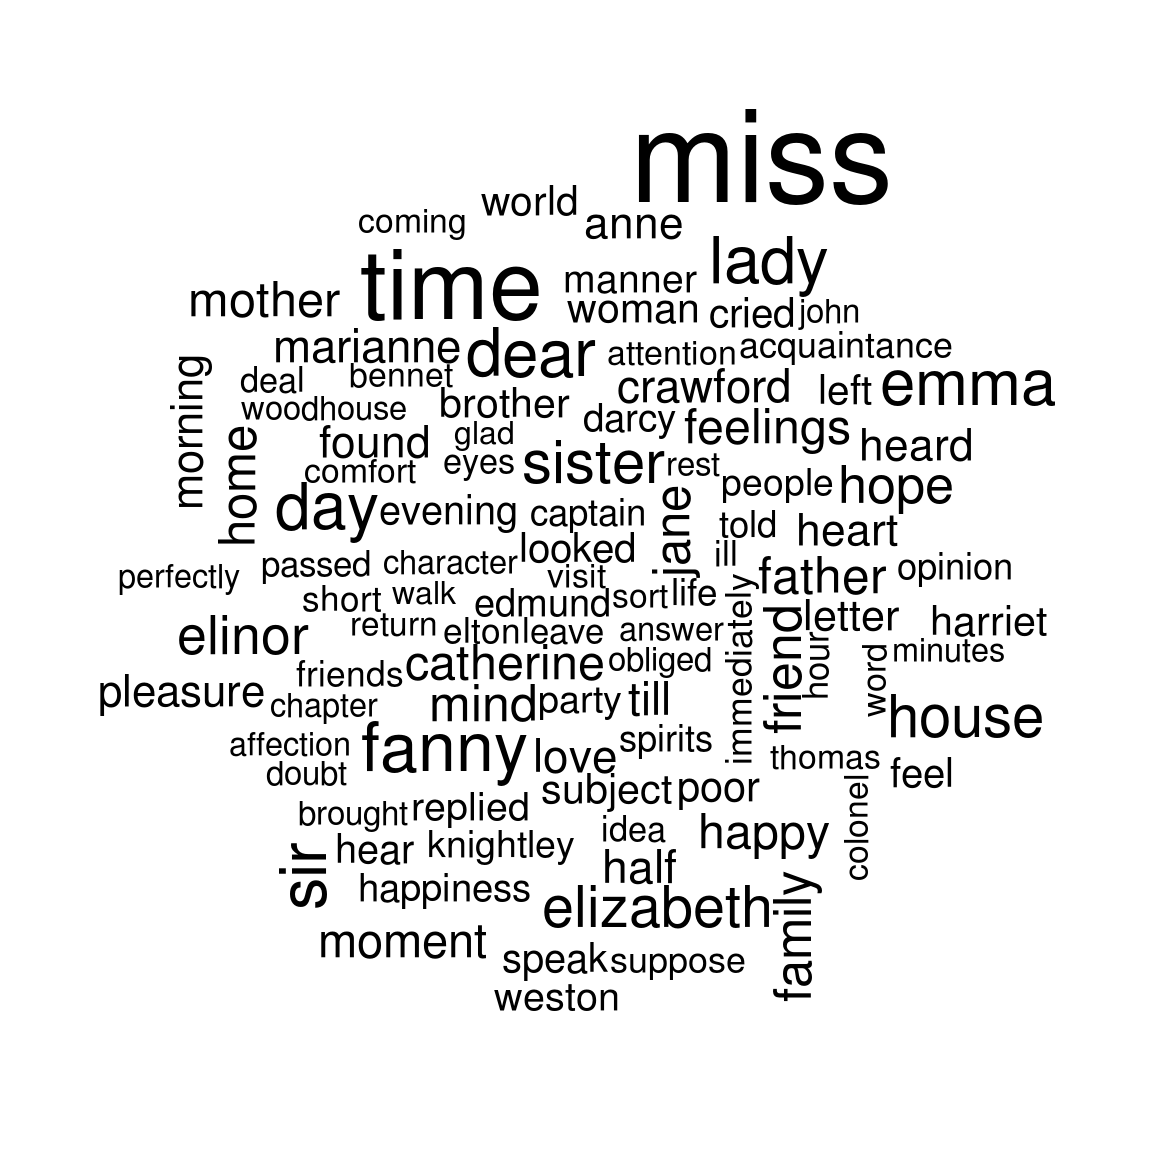 miss
world
coming
anne
lady
time
manner
mother
woman
cried
john
marianne
dear
attention
acquaintance
deal
bennet
crawford
left
emma
morning
woodhouse
brother
darcy
feelings
home
found
glad
heard
comfort
eyes
sister
rest
people
hope
day
evening
captain
jane
told
heart
looked
ill
perfectly
passed
character
visit
father
opinion
short
walk
edmund
sort
life
immediately
friend
letter
harriet
elinor
return
elton
leave
answer
hour
word
minutes
friends
catherine
obliged
pleasure
chapter
mind
party
till
house
affection
fanny
love
spirits
thomas
doubt
subject
poor
colonel
feel
brought
replied
idea
happy
sir
hear
knightley
half
happiness
elizabeth
family
moment
speak
suppose
weston